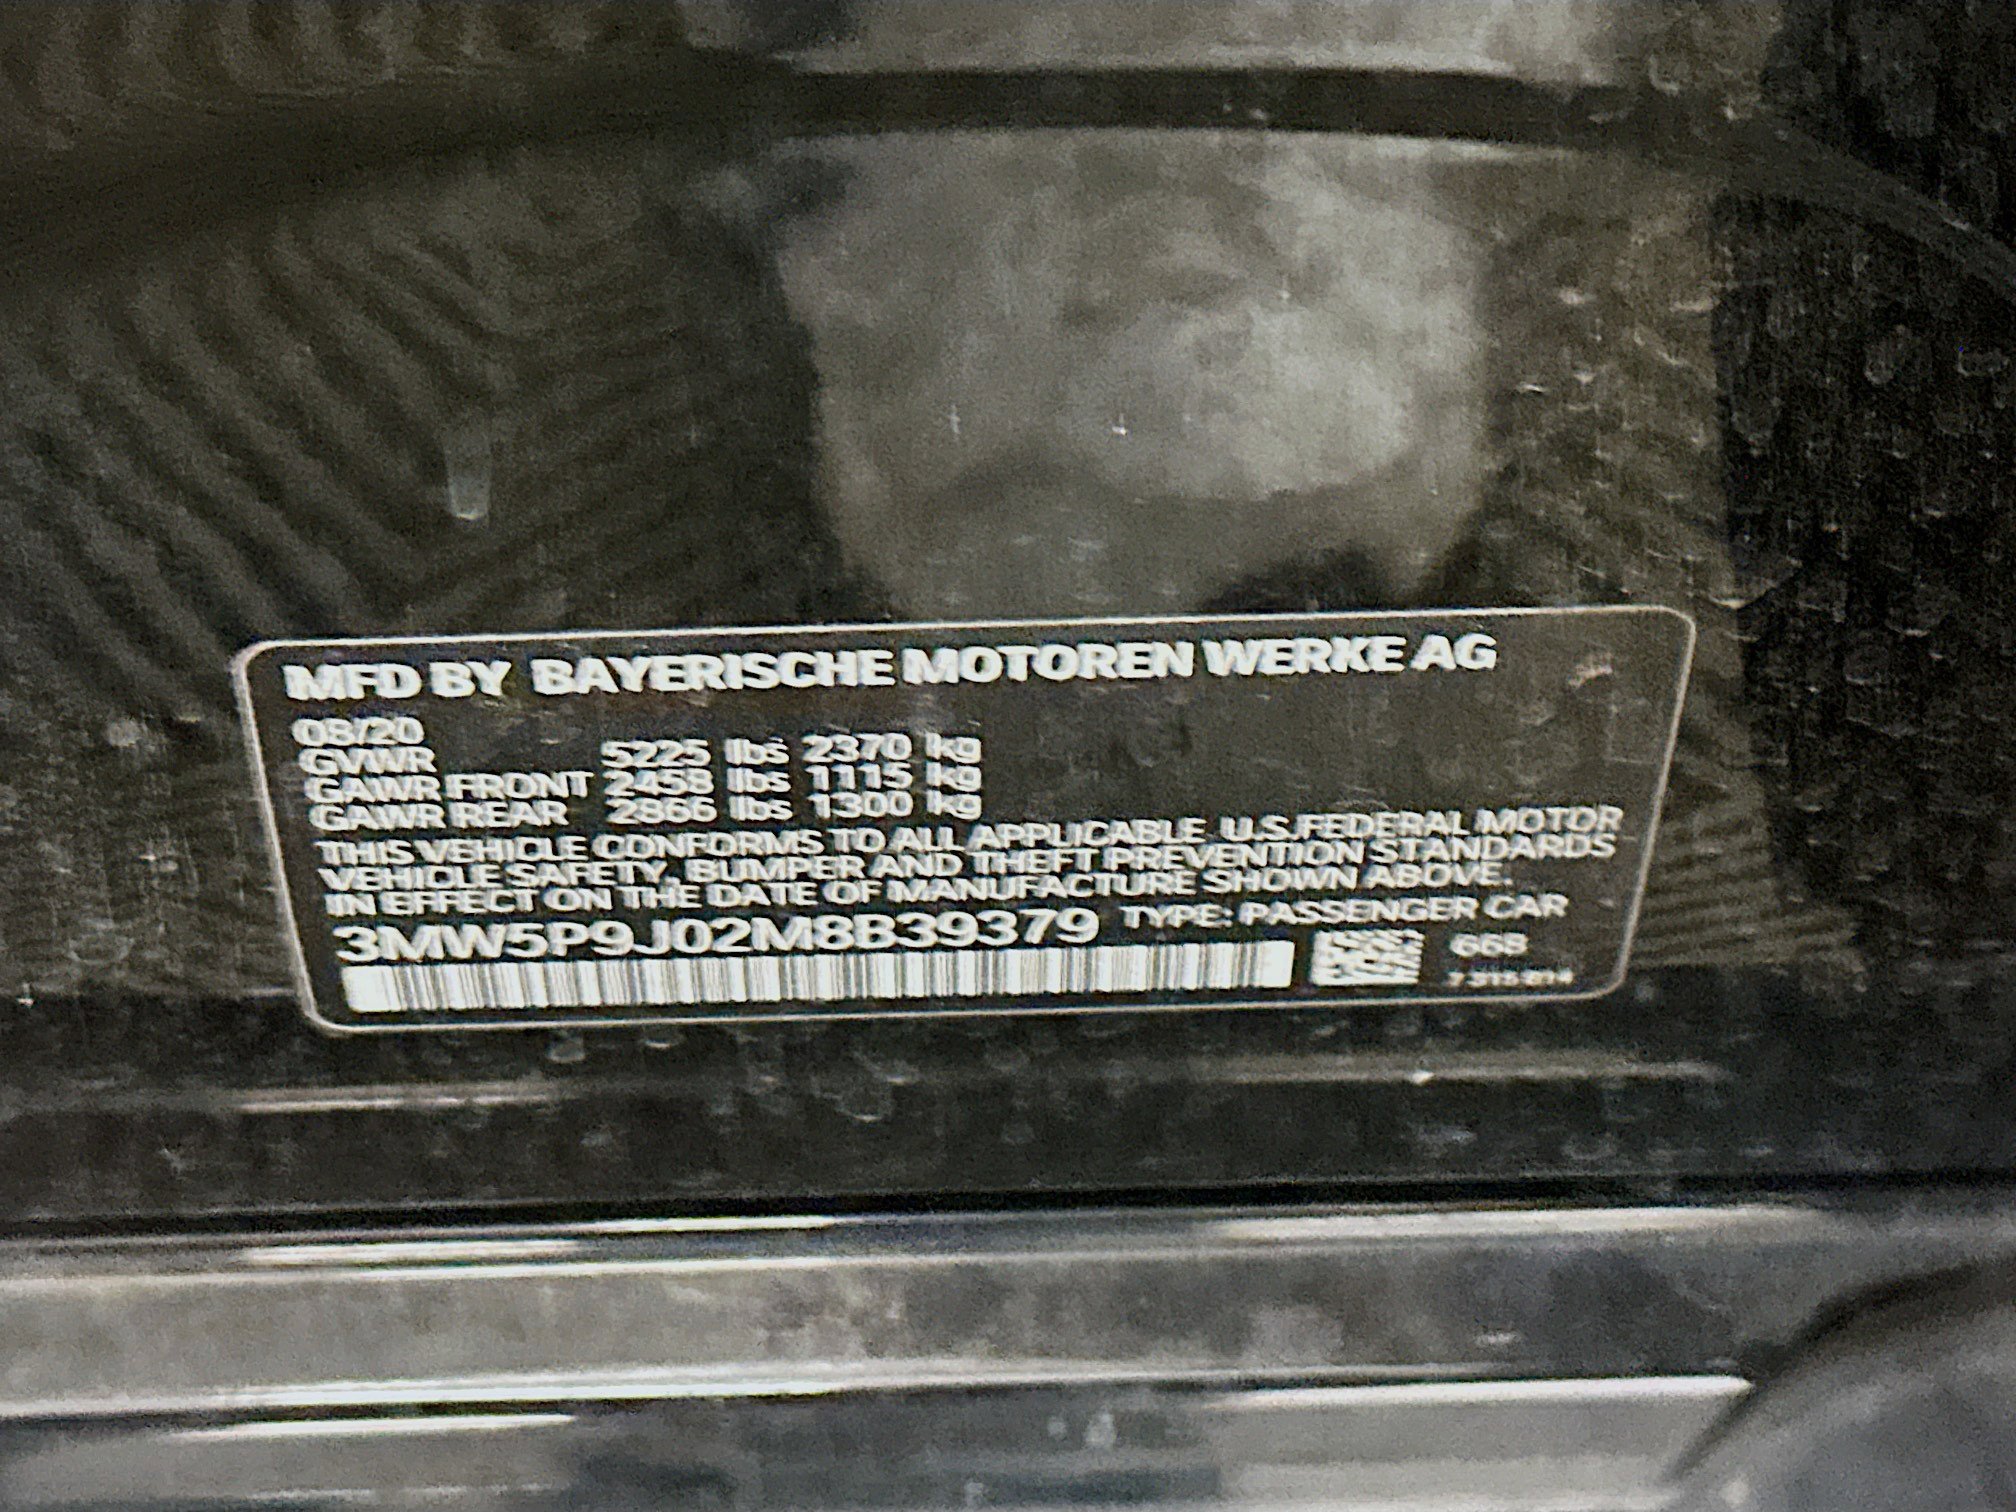 MFD BY BAYERISCHE MOTOREN WERKE AG
08/20
GVWR 5225 lbs 2370 kg
GAWR FRONT 2458 lbs 1115 kg
GAWR REAR 2866 lbs 1300 kg
THIS VEHICLE CONFORMS TO ALL APPLICABLE U.S.FEDERAL MOTOR
VEHICLE SAFETY, BUMPER AND THEFT PREVENTION STANDARDS
IN EFFECT ON THE DATE OF MANUFACTURE SHOWN ABOVE.
3MW5P9J02M8B39379 TYPE: PASSENGER CAR
668